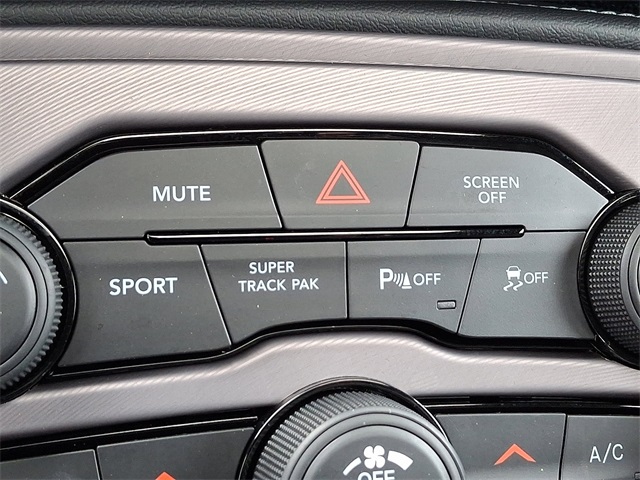 MUTE
SCREEN
OFF
SPORT
SUPER
TRACK PAK
P OFF
OFF
A/C
OFF